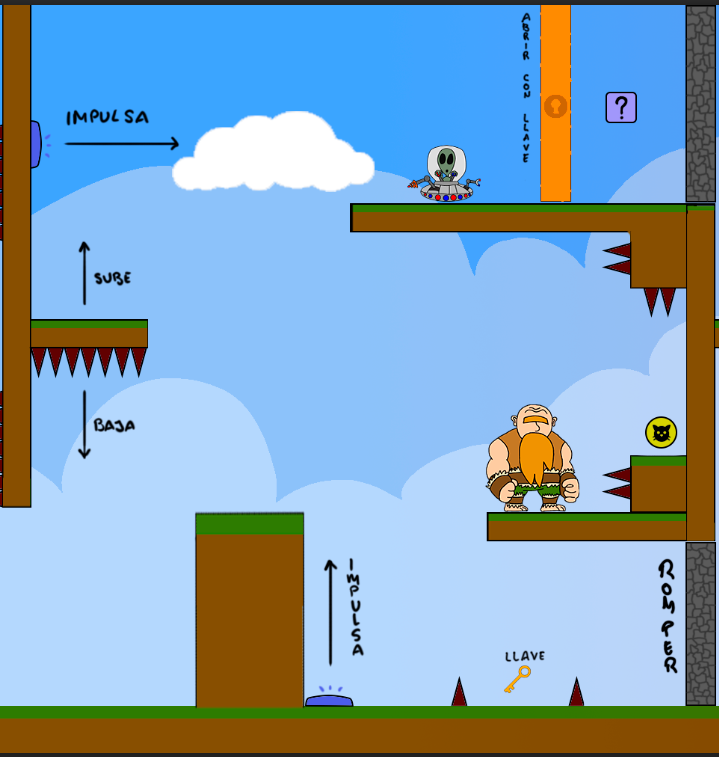 ABRIR CON LLAVE
?
IMPULSA
SUBE
BAJA
IMPULSA
ROMPER
LLAVE